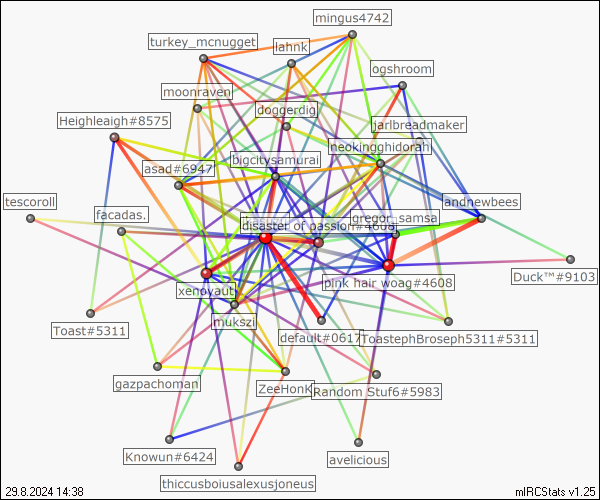 mingus4742
turkey_mcnugget
lahnk
ogshroom
moonraven
doggerdig
Heighleaigh#8575
jarlbreadmaker
neokingghidorah
bigcitysamurai
asad#6947
tescoroll
andnewbees
facadas.
gregor_samsa
disaster of passion#4608
Duck™#9103
xenovaut
pink hair woag#4608
mukszi
Toast#5311
default#0617
ToastephBroseph5311#5311
gazpachoman
ZeeHonK
Random Stuf6#5983
Knowun#6424
avelicious
thiccusboiusalexusjoneus
29.8.2024 14:38
mIRCStats v1.25